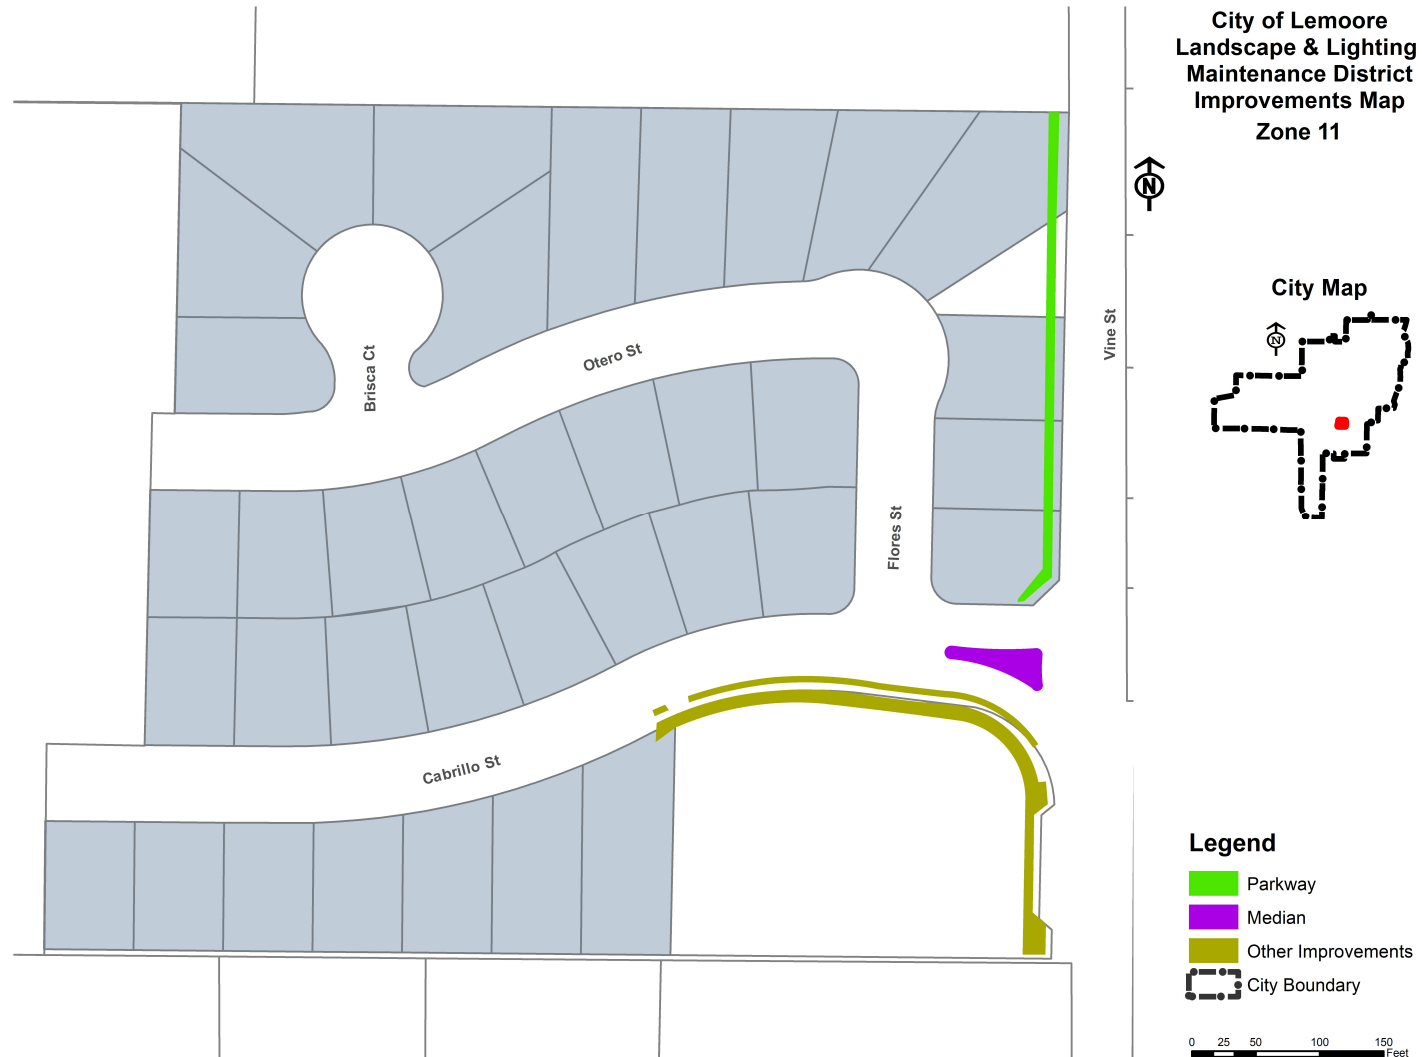 City of Lemoore
Landscape & Lighting
Maintenance District
Improvements Map
Zone 11
N
City Map
N
Vine St
Otero St
Brisca Ct
Flores St
Cabrillo St
Legend
Parkway
Median
Other Improvements
City Boundary
0 25 50 100 150
Feet